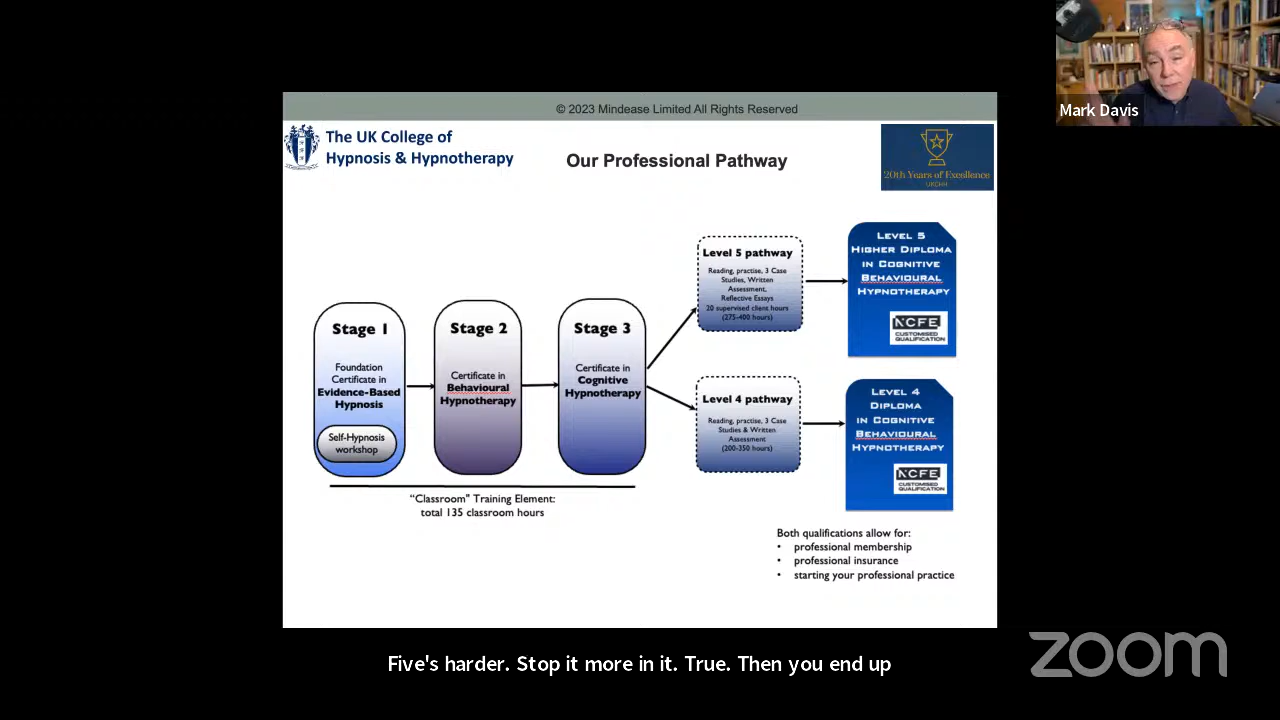 © 2023 Mindease Limited All Rights Reserved
The UK College of
Hypnosis & Hypnotherapy
Our Professional Pathway
20th Years of Excellence
UKCHH
Mark Davis
Stage 1
Foundation
Certificate in
Evidence-Based
Hypnosis
Self-Hypnosis
workshop
Stage 2
Certificate in
Behavioural
Hypnotherapy
Stage 3
Certificate in
Cognitive
Hypnotherapy
"Classroom" Training Element:
total 135 classroom hours
Level 5 pathway
Reading, practise, 3 Case
Studies, Written
Assessment,
Reflective Essays
20 supervised client hours
(275-400 hours)
Level 5
Higher Diploma
in Cognitive
Behavioural
Hypnotherapy
NCFE
CUSTOMISED
QUALIFICATION
Level 4 pathway
Reading, practise, 3 Case
Studies & Written
Assessment
(200-350 hours)
Level 4
Diploma
in Cognitive
Behavioural
Hypnotherapy
NCFE
CUSTOMISED
QUALIFICATION
Both qualifications allow for:
• professional membership
• professional insurance
• starting your professional practice
Five's harder. Stop it more in it. True. Then you end up
zoom